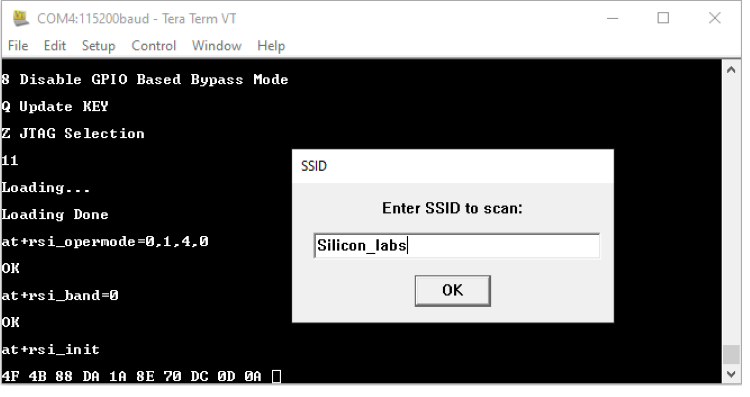 COM4:115200baud - Tera Term VT
File Edit Setup Control Window Help
8 Disable GPIO Based Bypass Mode
Q Update KEY
Z JTAG Selection
11
Loading...
Loading Done
at+rsi_opermode=0,1,4,0
OK
at+rsi_band=0
OK
at+rsi_init
4F 4B 88 DA 1A 8E 70 DC 0D 0A
SSID
Enter SSID to scan:
Silicon_labs
OK